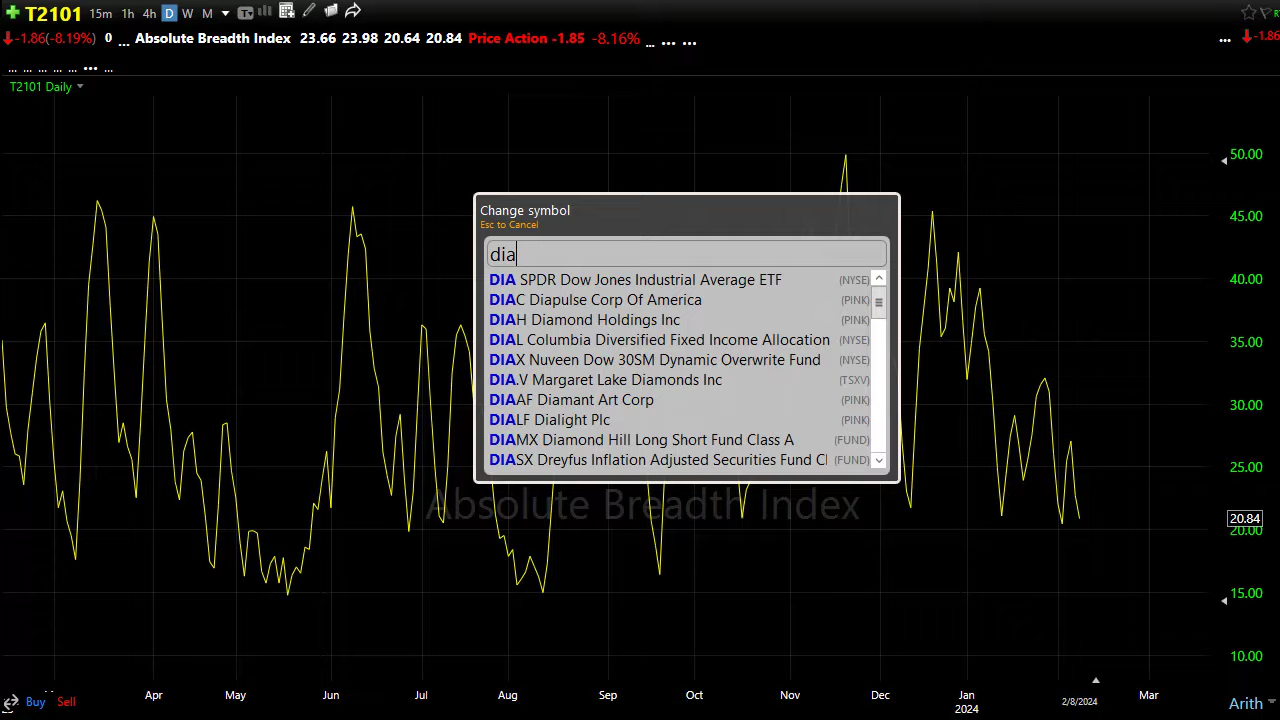 T2101 15m 1h 4h D W M
-1.86(-8.19%) 0 ... Absolute Breadth Index 23.66 23.98 20.64 20.84 Price Action -1.85 -8.16% ... ... ... ... -1.86
... ... ... ... ... ... ...
T2101 Daily
50.00
Change symbol
45.00
Esc to Cancel
dia
DIA SPDR Dow Jones Industrial Average ETF (NYSE)
40.00
DIAC Diapulse Corp Of America (PINK)
DIAH Diamond Holdings Inc (PINK)
DIAL Columbia Diversified Fixed Income Allocation (NYSE)
35.00
DIAX Nuveen Dow 30SM Dynamic Overwrite Fund (NYSE)
DIA.V Margaret Lake Diamonds Inc (TSXV)
DIAAF Diamant Art Corp (PINK)
30.00
DIALF Dialight Plc (PINK)
DIAMX Diamond Hill Long Short Fund Class A (FUND)
DIASX Dreyfus Inflation Adjusted Securities Fund Cl (FUND)
25.00
Absolute Breadth Index
20.84
20.00
15.00
10.00
Apr May Jun Jul Aug Sep Oct Nov Dec Jan Mar
Buy Sell 2/8/2024 Arith
2024